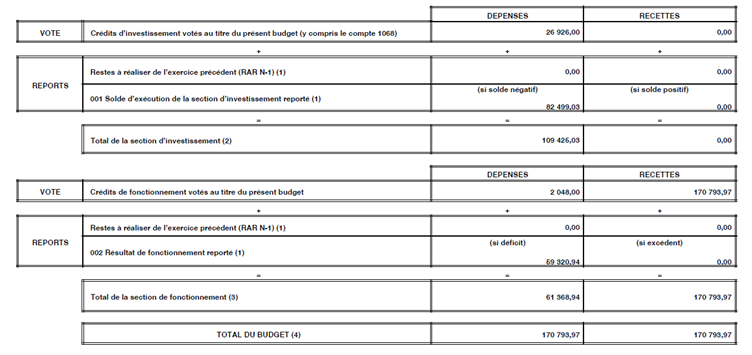 DEPENSES RECETTES
VOTE Crédits d'investissement votés au titre du présent budget (y compris le compte 1068) 26 926,00 0,00
+ + +
REPORTS Restes à réaliser de l'exercice précédent (RAR N-1) (1) 0,00 0,00
001 Solde d'exécution de la section d'investissement reporté (1) (si solde négatif) 82 499,03 (si solde positif) 0,00
= = =
Total de la section d'investissement (2) 109 425,03 0,00
DEPENSES RECETTES
VOTE Crédits de fonctionnement votés au titre du présent budget 2 048,00 170 793,97
+ + +
REPORTS Restes à réaliser de l'exercice précédent (RAR N-1) (1) 0,00 0,00
002 Résultat de fonctionnement reporté (1) (si déficit) 59 320,94 (si excédent) 0,00
= = =
Total de la section de fonctionnement (3) 61 368,94 170 793,97
TOTAL DU BUDGET (4) 170 793,97 170 793,97